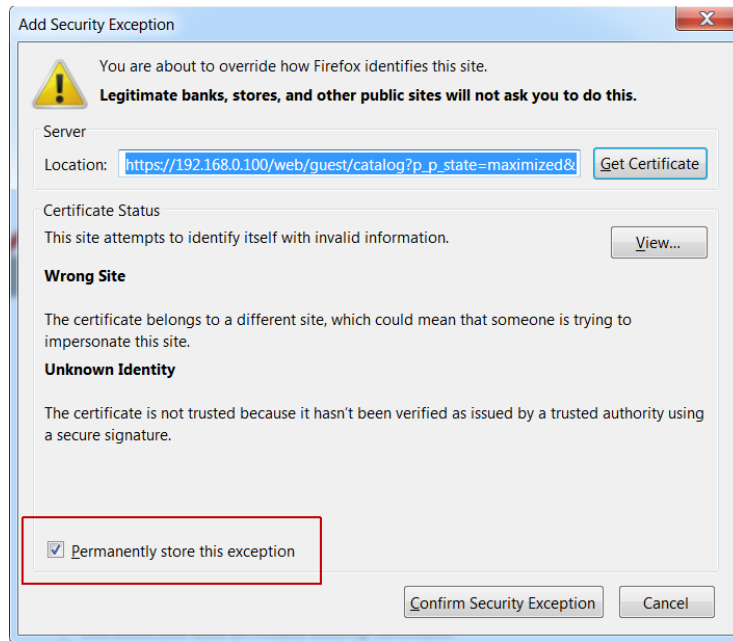 Add Security Exception
You are about to override how Firefox identifies this site.
Legitimate banks, stores, and other public sites will not ask you to do this.
Server
Location: https://192.168.0.100/web/guest/catalog?p_p_state=maximized& Get Certificate
Certificate Status
This site attempts to identify itself with invalid information.
View...
Wrong Site
The certificate belongs to a different site, which could mean that someone is trying to
impersonate this site.
Unknown Identity
The certificate is not trusted because it hasn't been verified as issued by a trusted authority using
a secure signature.
Permanently store this exception
Confirm Security Exception Cancel